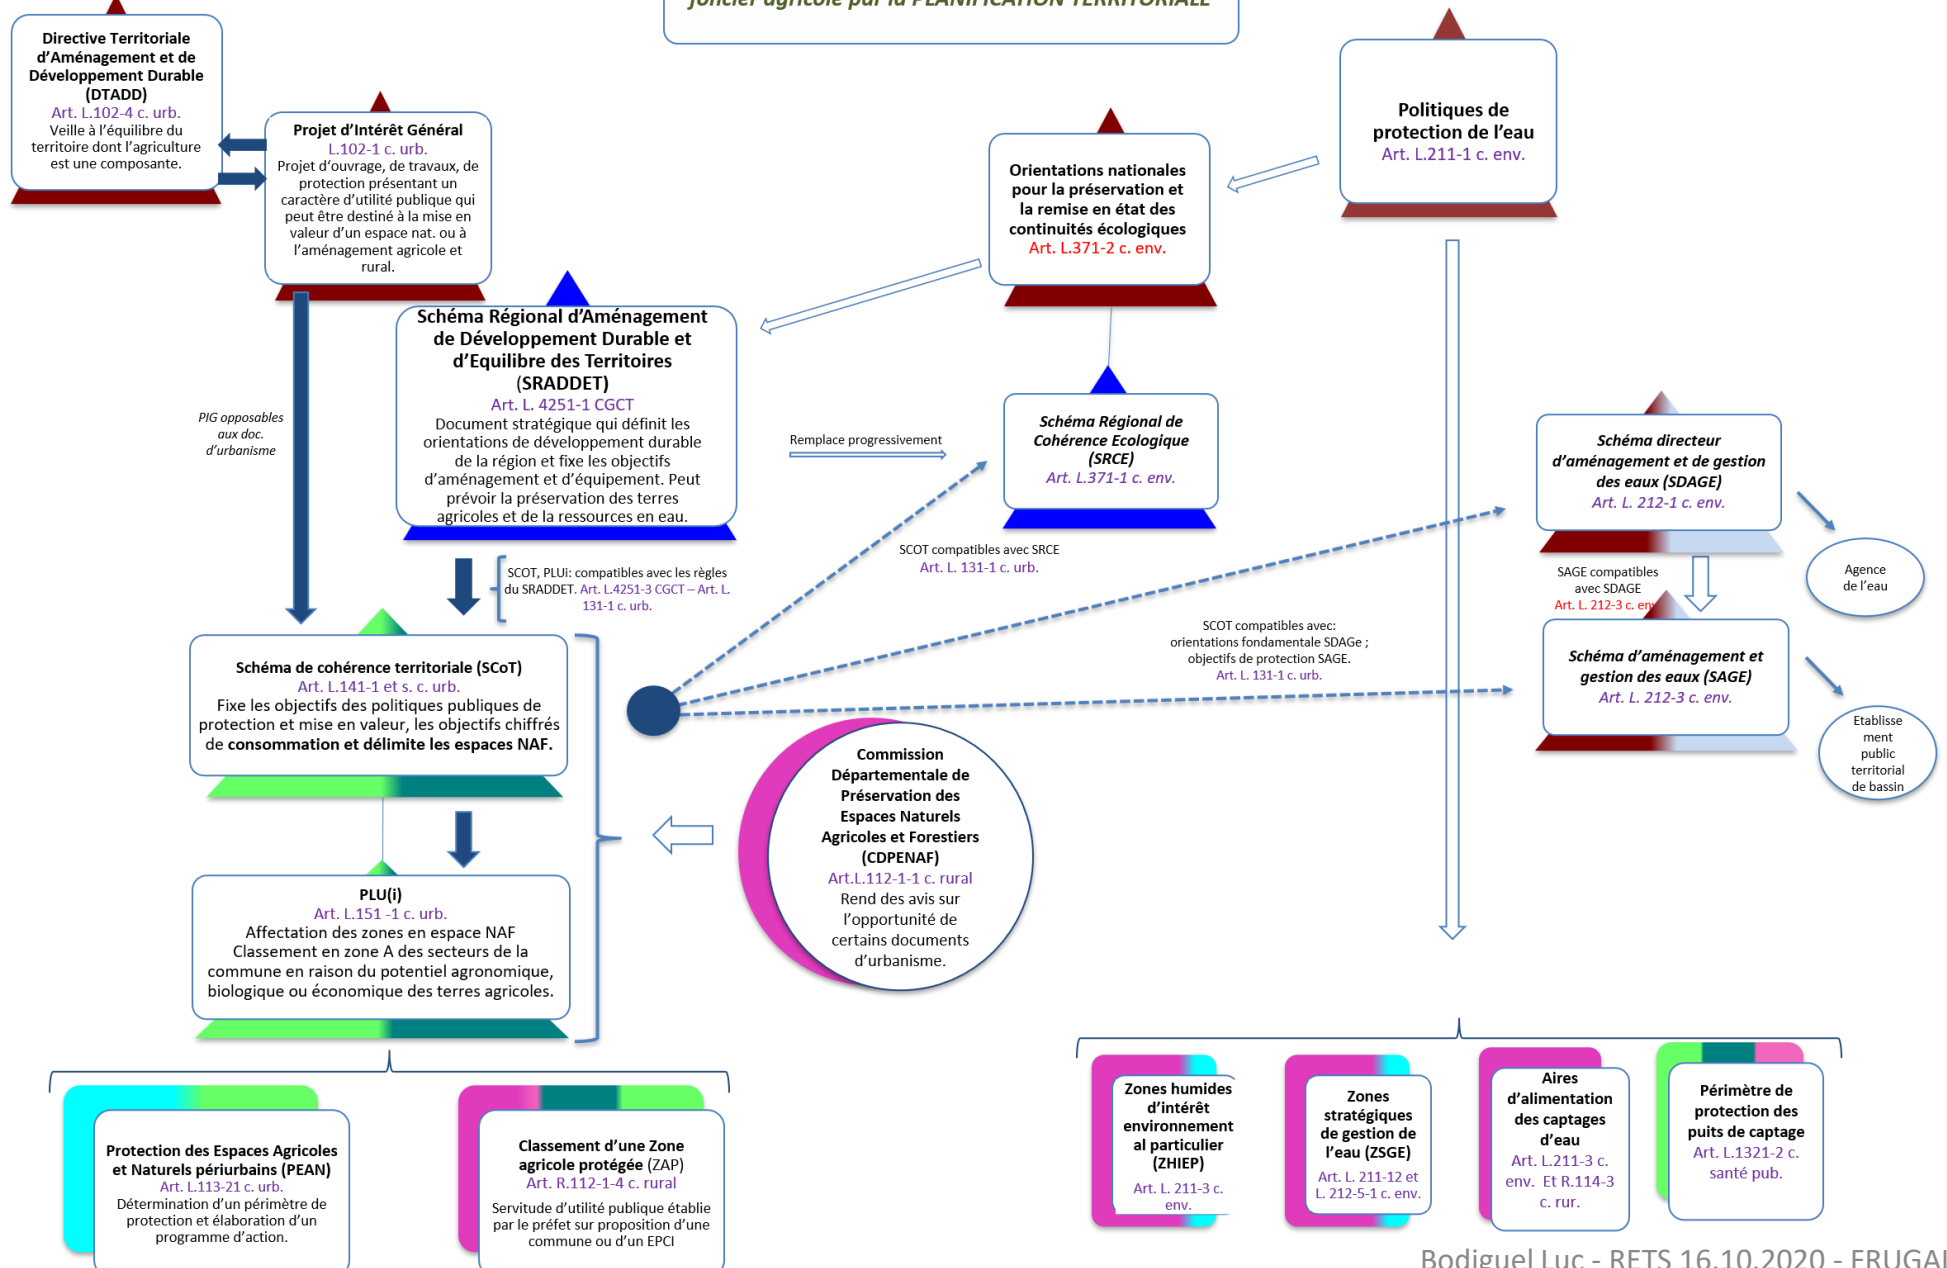 foncier agricole par la PLANIFICATION TERRITORIALE
Directive Territoriale
d’Aménagement et de
Développement Durable
(DTADD)
Art. L.102-4 c. urb.
Veille à l’équilibre du
territoire dont l’agriculture
est une composante.
Projet d’Intérêt Général
L.102-1 c. urb.
Projet d’ouvrage, de travaux, de
protection présentant un
caractère d’utilité publique qui
peut être destiné à la mise en
valeur d’un espace nat. ou à
l’aménagement agricole et
rural.
Politiques de
protection de l’eau
Art. L.211-1 c. env.
Orientations nationales
pour la préservation et
la remise en état des
continuités écologiques
Art. L.371-2 c. env.
Schéma Régional d’Aménagement
de Développement Durable et
d’Equilibre des Territoires
(SRADDET)
Art. L. 4251-1 CGCT
Document stratégique qui définit les
orientations de développement durable
de la région et fixe les objectifs
d’aménagement et d’équipement. Peut
prévoir la préservation des terres
agricoles et de la ressources en eau.
PIG opposables
aux doc.
d’urbanisme
Remplace progressivement
Schéma Régional de
Cohérence Ecologique
(SRCE)
Art. L.371-1 c. env.
Schéma directeur
d’aménagement et de gestion
des eaux (SDAGE)
Art. L. 212-1 c. env.
Agence
de l’eau
SCOT compatibles avec SRCE
Art. L. 131-1 c. urb.
SCOT, PLUi: compatibles avec les règles
du SRADDET. Art. L.4251-3 CGCT – Art. L.
131-1 c. urb.
SAGE compatibles
avec SDAGE
Art. L. 212-3 c. env
SCOT compatibles avec:
orientations fondamentale SDAGe ;
objectifs de protection SAGE.
Art. L. 131-1 c. urb.
Schéma d’aménagement et
gestion des eaux (SAGE)
Art. L. 212-3 c. env.
Etablisse
ment
public
territorial
de bassin
Schéma de cohérence territoriale (SCoT)
Art. L.141-1 et s. c. urb.
Fixe les objectifs des politiques publiques de
protection et mise en valeur, les objectifs chiffrés
de consommation et délimite les espaces NAF.
Commission
Départementale de
Préservation des
Espaces Naturels
Agricoles et Forestiers
(CDPENAF)
Art.L.112-1-1 c. rural
Rend des avis sur
l’opportunité de
certains documents
d’urbanisme.
PLU(i)
Art. L.151 -1 c. urb.
Affectation des zones en espace NAF
Classement en zone A des secteurs de la
commune en raison du potentiel agronomique,
biologique ou économique des terres agricoles.
Protection des Espaces Agricoles
et Naturels périurbains (PEAN)
Art. L.113-21 c. urb.
Détermination d’un périmètre de
protection et élaboration d’un
programme d’action.
Classement d’une Zone
agricole protégée (ZAP)
Art. R.112-1-4 c. rural
Servitude d’utilité publique établie
par le préfet sur proposition d’une
commune ou d’un EPCI
Zones humides
d’intérêt
environnement
al particulier
(ZHIEP)
Art. L. 211-3 c.
env.
Zones
stratégiques
de gestion de
l’eau (ZSGE)
Art. L. 211-12 et
L. 212-5-1 c. env.
Aires
d’alimentation
des captages
d’eau
Art. L.211-3 c.
env. Et R.114-3
c. rur.
Périmètre de
protection des
puits de captage
Art. L.1321-2 c.
santé pub.
Bodiguel Luc - RETS 16.10.2020 - FRUGAL